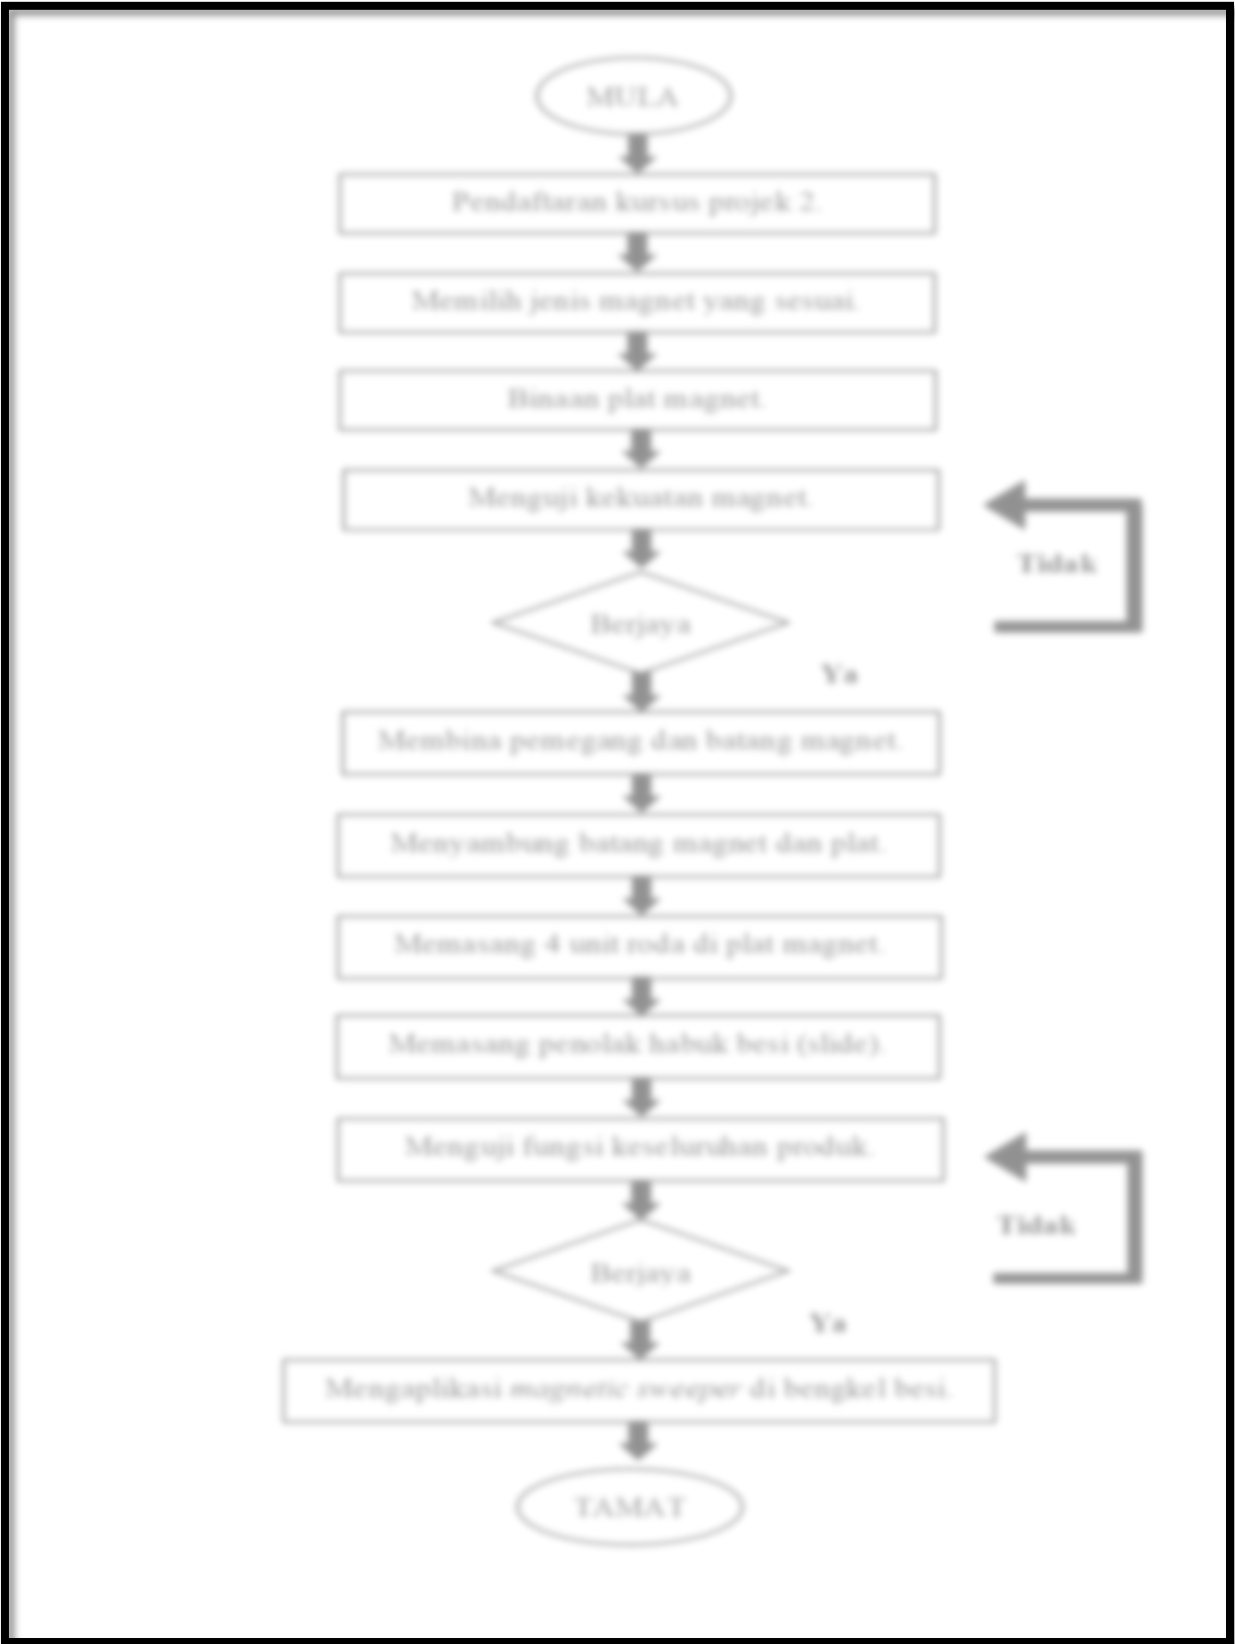 MULA
Pendaftaran kursus projek 2.
Memilih jenis magnet yang sesuai.
Binaan plat magnet.
Menguji kekuatan magnet.
Tidak
Berjaya
Ya
Membina pemegang dan batang magnet.
Menyambung batang magnet dan plat.
Memasang 4 unit roda di plat magnet.
Memasang penolak habuk besi (slide).
Menguji fungsi keseluruhan produk.
Tidak
Berjaya
Ya
Mengaplikasi magnetic sweeper di bengkel besi.
TAMAT